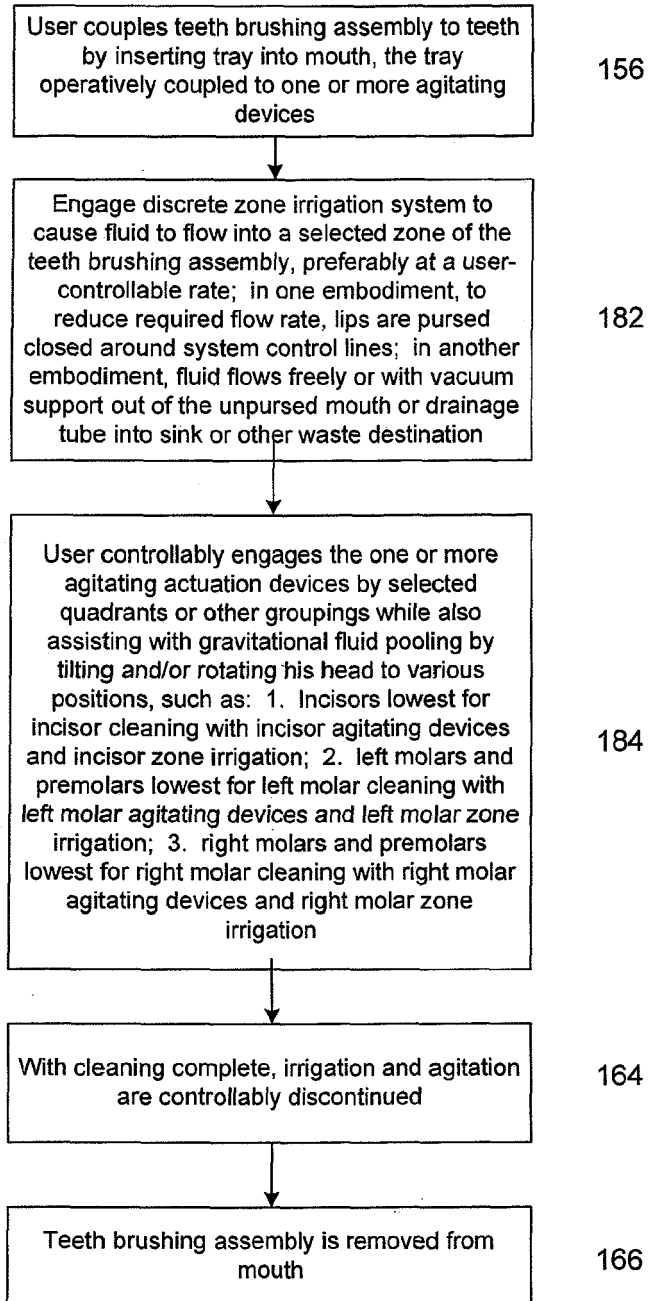 User couples teeth brushing assembly to teeth
by inserting tray into mouth, the tray
operatively coupled to one or more agitating
devices
156
Engage discrete zone irrigation system to
cause fluid to flow into a selected zone of the
teeth brushing assembly, preferably at a user-
controllable rate; in one embodiment, to
reduce required flow rate, lips are pursed
closed around system control lines; in another
embodiment, fluid flows freely or with vacuum
support out of the unpursed mouth or drainage
tube into sink or other waste destination
182
User controllably engages the one or more
agitating actuation devices by selected
quadrants or other groupings while also
assisting with gravitational fluid pooling by
tilting and/or rotating his head to various
positions, such as: 1. Incisors lowest for
incisor cleaning with incisor agitating devices
and incisor zone irrigation; 2. left molars and
premolars lowest for left molar cleaning with
left molar agitating devices and left molar zone
irrigation; 3. right molars and premolars
lowest for right molar cleaning with right molar
agitating devices and right molar zone
irrigation
184
With cleaning complete, irrigation and agitation
are controllably discontinued
164
Teeth brushing assembly is removed from
mouth
166